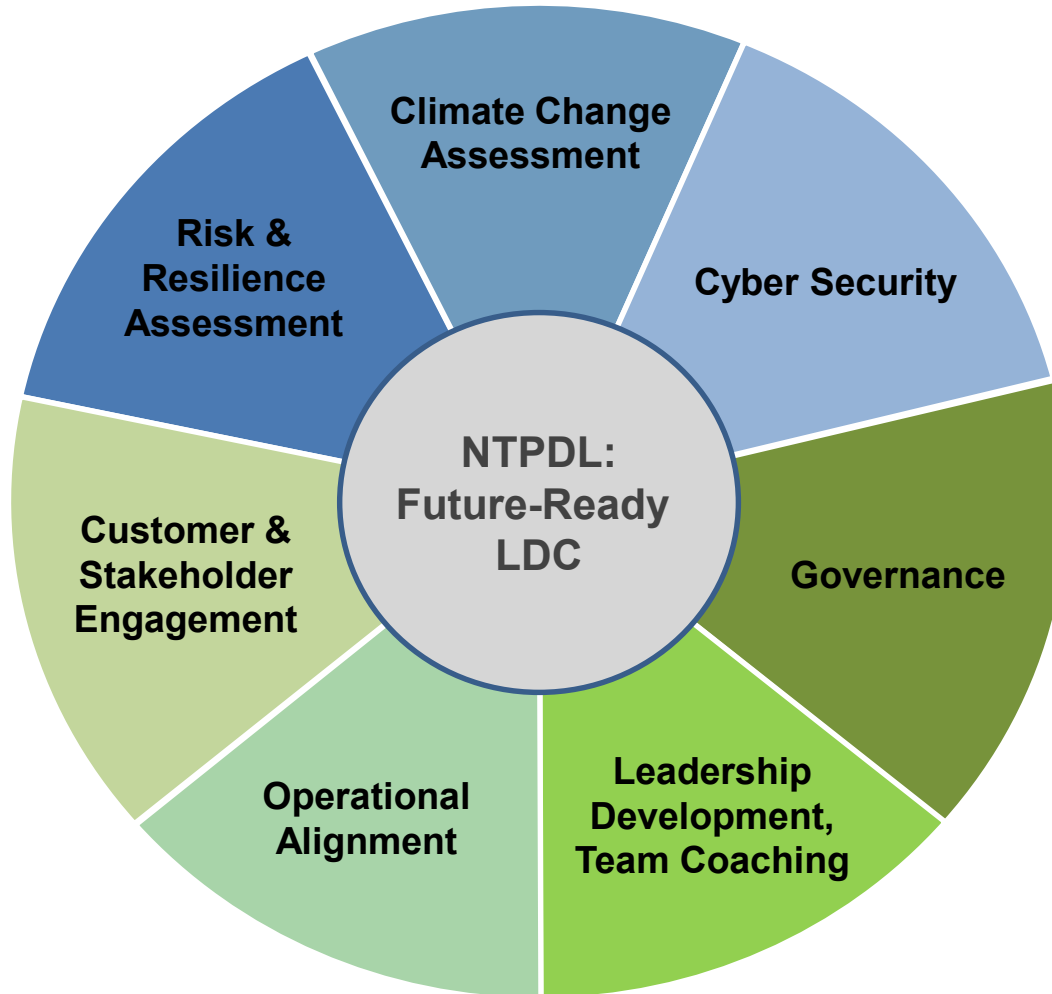 Climate Change
Assessment
Cyber Security
Governance
Leadership
Development,
Team Coaching
Operational
Alignment
Customer &
Stakeholder
Engagement
Risk &
Resilience
Assessment
NTPDL:
Future-Ready
LDC